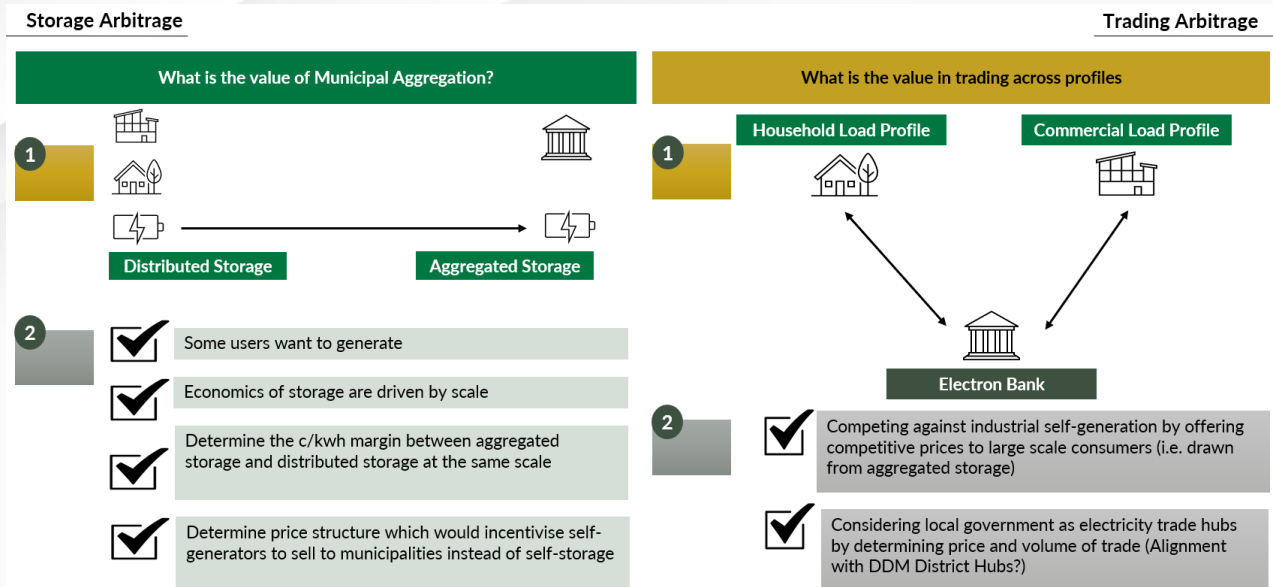 Storage Arbitrage
Trading Arbitrage
What is the value of Municipal Aggregation?
1
Distributed Storage
Aggregated Storage
2
Some users want to generate
Economics of storage are driven by scale
Determine the c/kwh margin between aggregated
storage and distributed storage at the same scale
Determine price structure which would incentivise self-
generators to sell to municipalities instead of self-storage
What is the value in trading across profiles
1
Household Load Profile
Commercial Load Profile
Electron Bank
2
Competing against industrial self-generation by offering
competitive prices to large scale consumers (i.e. drawn
from aggregated storage)
Considering local government as electricity trade hubs
by determining price and volume of trade (Alignment
with DDM District Hubs?)